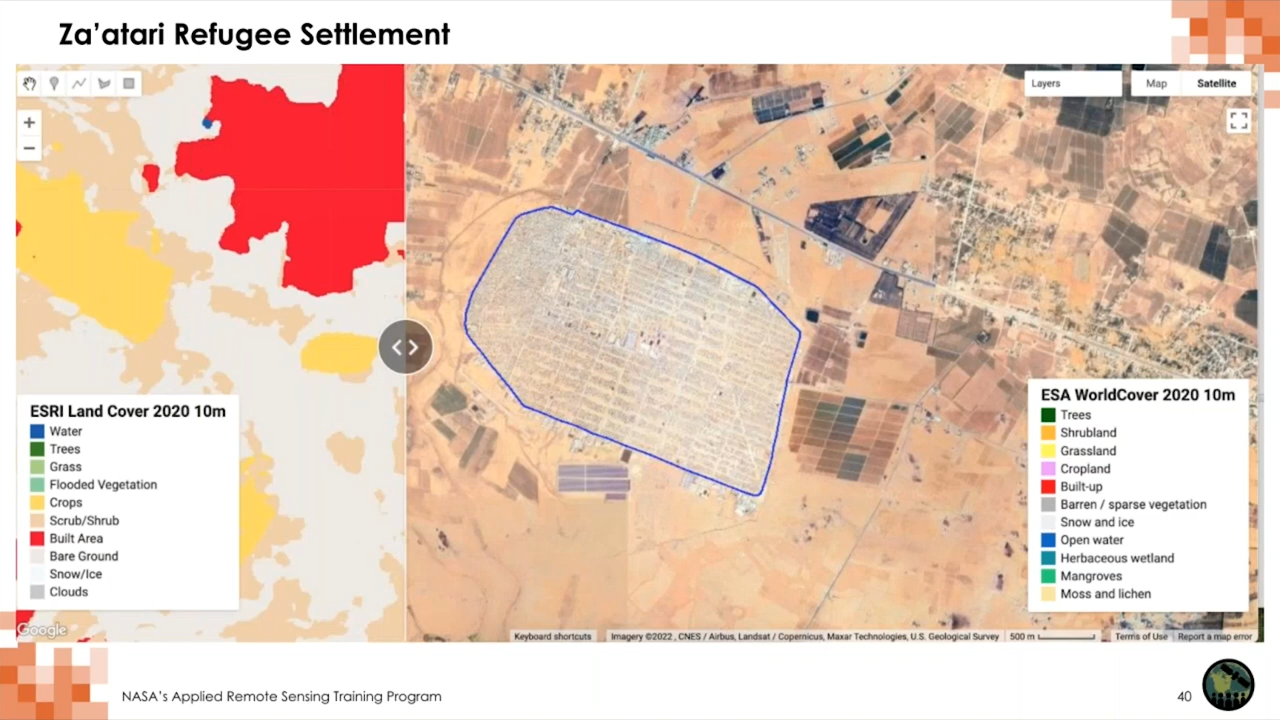 Za’atari Refugee Settlement
Layers
Map
Satellite
ESRI Land Cover 2020 10m
Water
Trees
Grass
Flooded Vegetation
Crops
Scrub/Shrub
Built Area
Bare Ground
Snow/Ice
Clouds
ESA WorldCover 2020 10m
Trees
Shrubland
Grassland
Cropland
Built-up
Barren / sparse vegetation
Snow and ice
Open water
Herbaceous wetland
Mangroves
Moss and lichen
Google
Keyboard shortcuts
Imagery ©2022 , CNES / Airbus, Landsat / Copernicus, Maxar Technologies, U.S. Geological Survey
500 m
Terms of Use
Report a map error
NASA’s Applied Remote Sensing Training Program
40